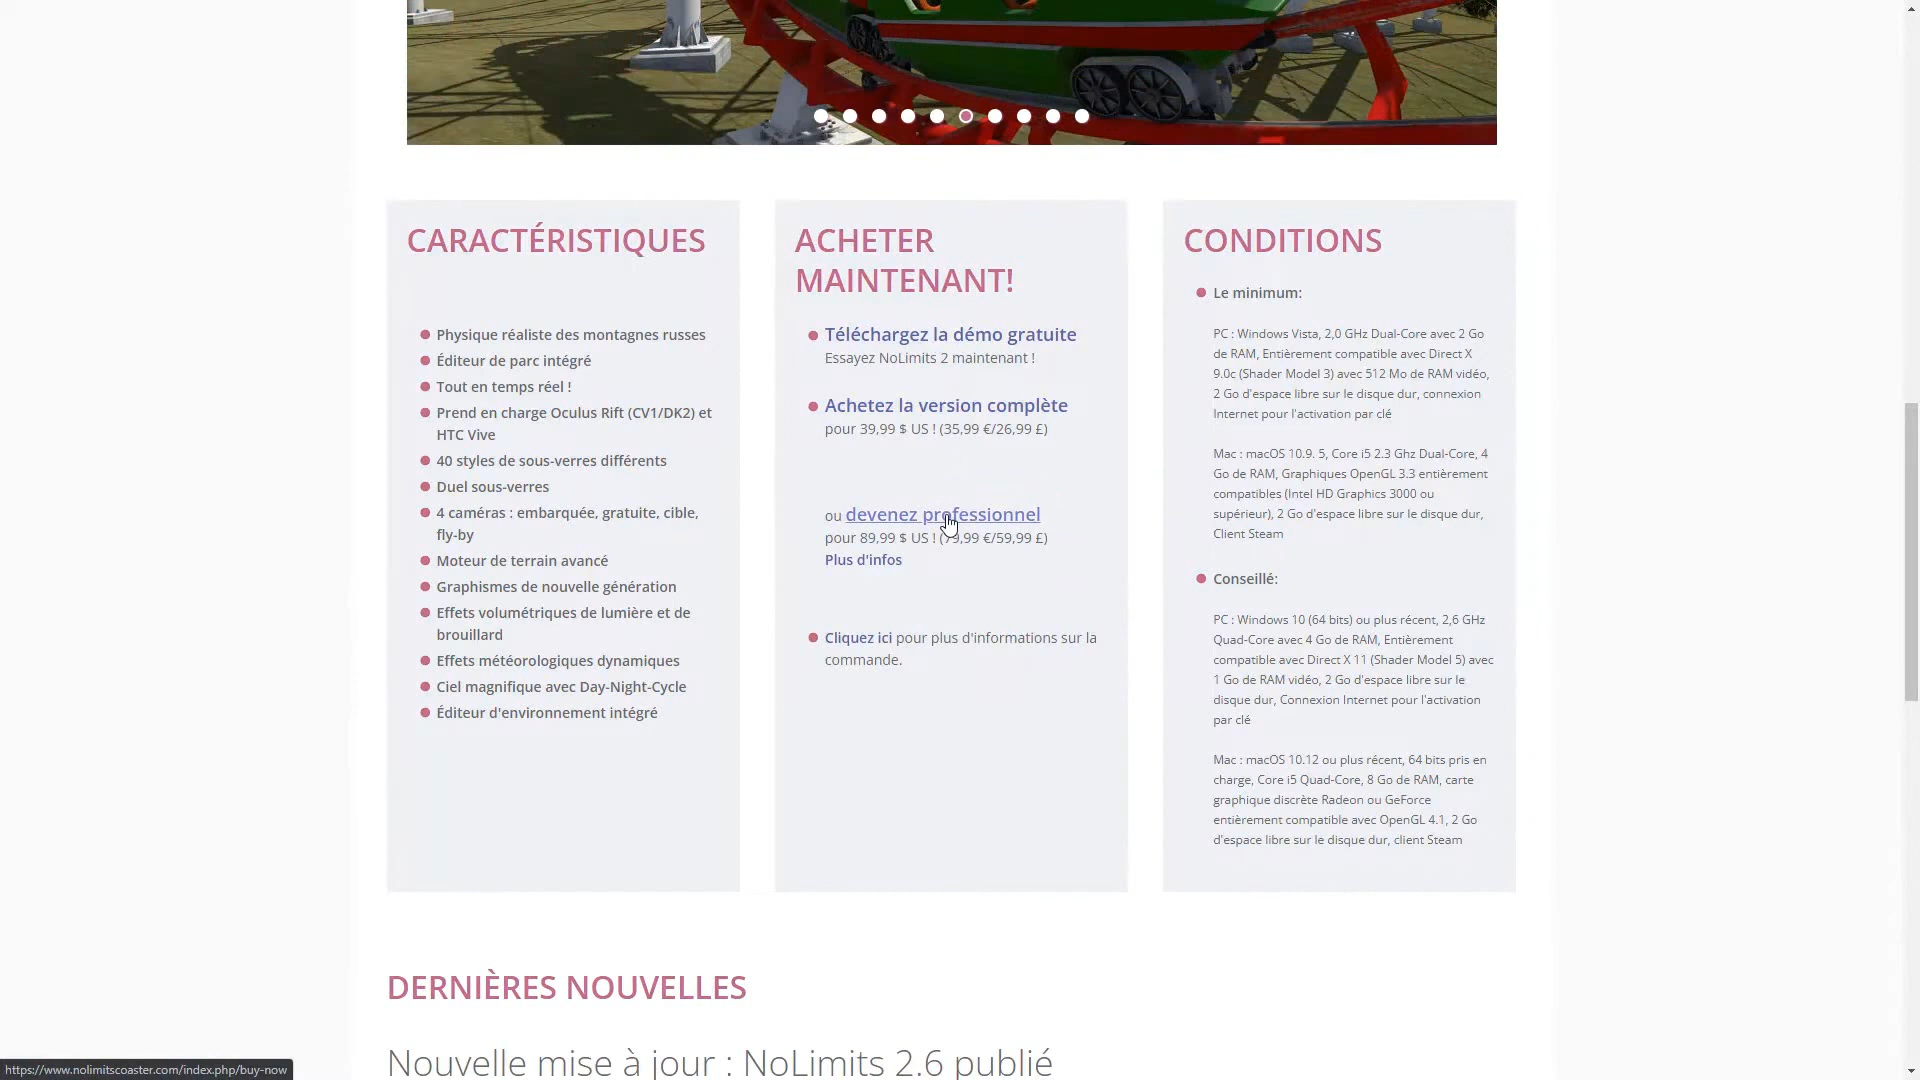 CARACTÉRISTIQUES
Physique réaliste des montagnes russes
Éditeur de parc intégré
Tout en temps réel !
Prend en charge Oculus Rift (CV1/DK2) et
HTC Vive
40 styles de sous-verres différents
Duel sous-verres
4 caméras : embarquée, gratuite, cible,
fly-by
Moteur de terrain avancé
Graphismes de nouvelle génération
Effets volumétriques de lumière et de
brouillard
Effets météorologiques dynamiques
Ciel magnifique avec Day-Night-Cycle
Éditeur d'environnement intégré
ACHETER
MAINTENANT!
Téléchargez la démo gratuite
Essayez NoLimits 2 maintenant !
Achetez la version complète
pour 39,99 $ US ! (35,99 €/26,99 £)
ou devenez professionnel
pour 89,99 $ US ! (79,99 €/59,99 £)
Plus d'infos
Cliquez ici pour plus d'informations sur la
commande.
CONDITIONS
Le minimum:
PC : Windows Vista, 2,0 GHz Dual-Core avec 2 Go
de RAM, Entièrement compatible avec Direct X
9.0c (Shader Model 3) avec 512 Mo de RAM vidéo,
2 Go d'espace libre sur le disque dur, connexion
Internet pour l'activation par clé
Mac : macOS 10.9. 5, Core i5 2.3 Ghz Dual-Core, 4
Go de RAM, Graphiques OpenGL 3.3 entièrement
compatibles (Intel HD Graphics 3000 ou
supérieur), 2 Go d'espace libre sur le disque dur,
Client Steam
Conseillé:
PC : Windows 10 (64 bits) ou plus récent, 2,6 GHz
Quad-Core avec 4 Go de RAM, Entièrement
compatible avec Direct X 11 (Shader Model 5) avec
1 Go de RAM vidéo, 2 Go d'espace libre sur le
disque dur, Connexion Internet pour l'activation
par clé
Mac : macOS 10.12 ou plus récent, 64 bits pris en
charge, Core i5 Quad-Core, 8 Go de RAM, carte
graphique discrète Radeon ou GeForce
entièrement compatible avec OpenGL 4.1, 2 Go
d'espace libre sur le disque dur, client Steam
DERNIÈRES NOUVELLES
Nouvelle mise à jour : NoLimits 2.6 publié
https://www.nolimitscoaster.com/index.php/buy-now